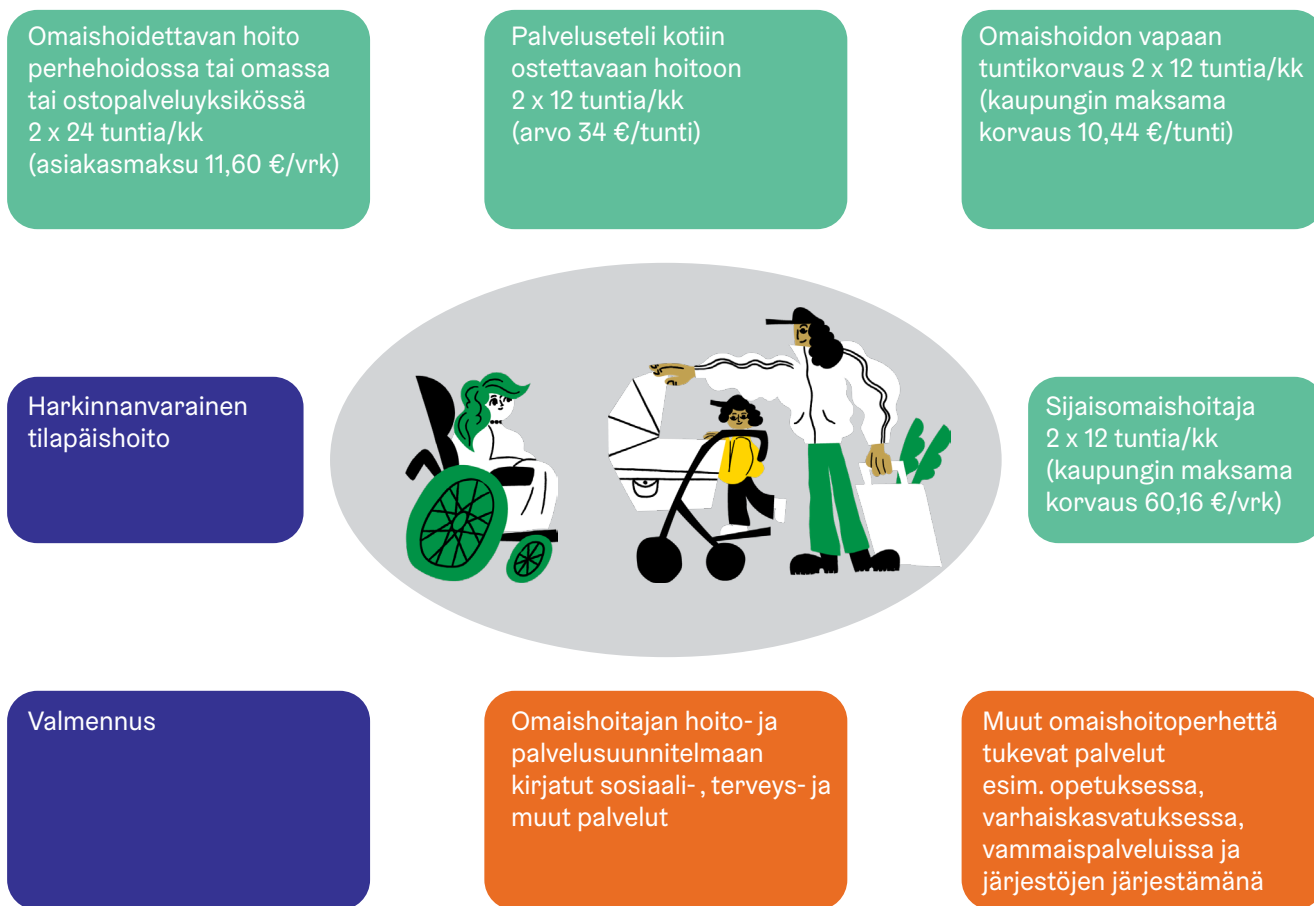 Omaishoidettavan hoito
perhehoidossa tai omassa
tai ostopalveluyksikössä
2 x 24 tuntia/kk
(asiakasmaksu 11,60 €/vrk)
Palveluseteli kotiin
ostettavaan hoitoon
2 x 12 tuntia/kk
(arvo 34 €/tunti)
Omaishoidon vapaan
tuntikorvaus 2 x 12 tuntia/kk
(kaupungin maksama
korvaus 10,44 €/tunti)
Harkinnanvarainen
tilapäishoito
Sijaisomaishoitaja
2 x 12 tuntia/kk
(kaupungin maksama
korvaus 60,16 €/vrk)
Valmennus
Omaishoitajan hoito- ja
palvelusuunnitelmaan
kirjatut sosiaali- , terveys- ja
muut palvelut
Muut omaishoitoperhettä
tukevat palvelut
esim. opetuksessa,
varhaiskasvatuksessa,
vammaispalveluissa ja
järjestöjen järjestämänä